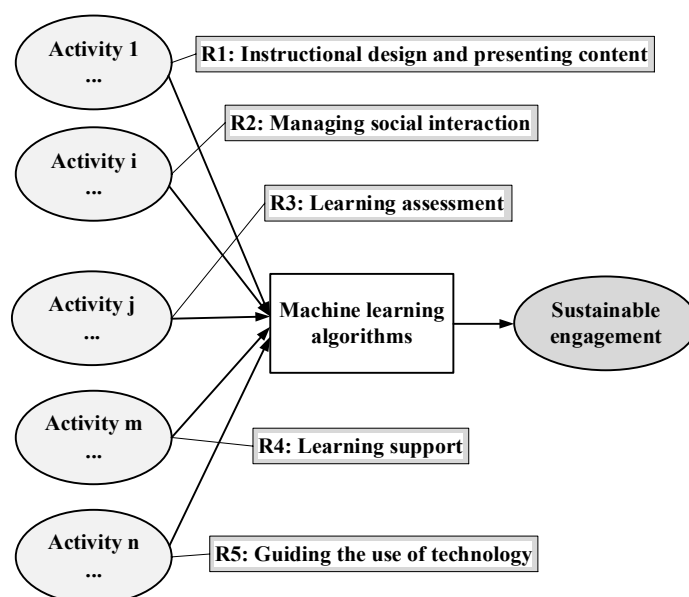 Activity 1
...
R1: Instructional design and presenting content
R2: Managing social interaction
Activity i
...
R3: Learning assessment
Activity j
...
Machine learning
algorithms
Sustainable
engagement
Activity m
...
R4: Learning support
Activity n
...
R5: Guiding the use of technology